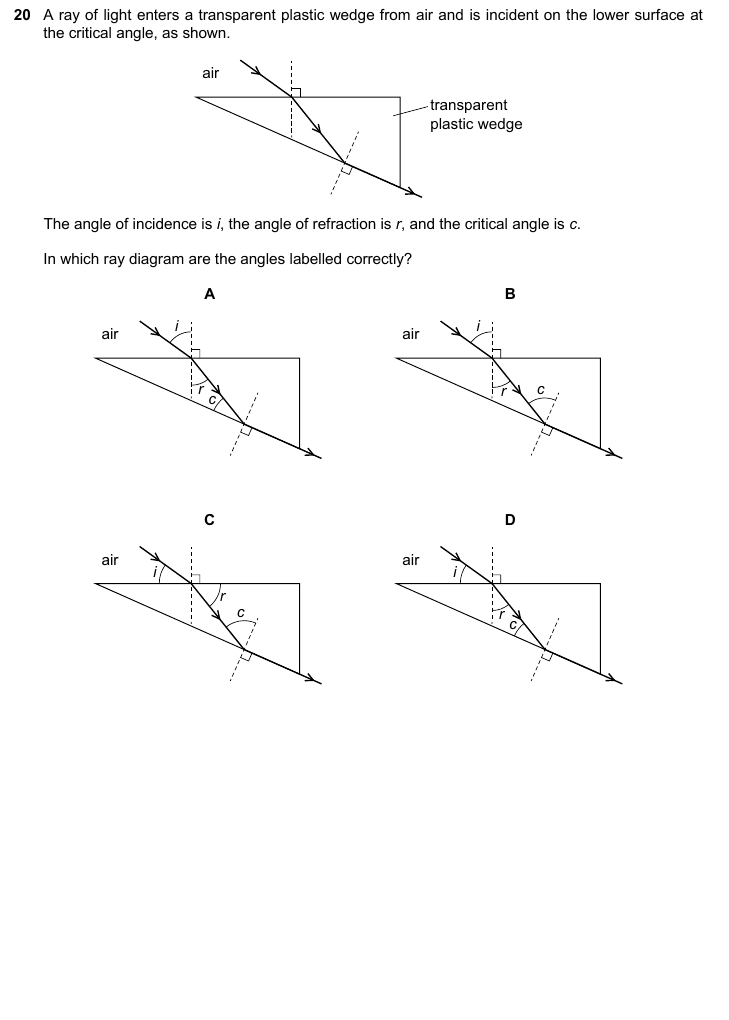 20 A ray of light enters a transparent plastic wedge from air and is incident on the lower surface at
the critical angle, as shown.
air
transparent
plastic wedge
The angle of incidence is i, the angle of refraction is r, and the critical angle is c.
In which ray diagram are the angles labelled correctly?
A
B
air
i
r
c
air
i
r
c
C
D
air
i
r
c
air
i
r
c